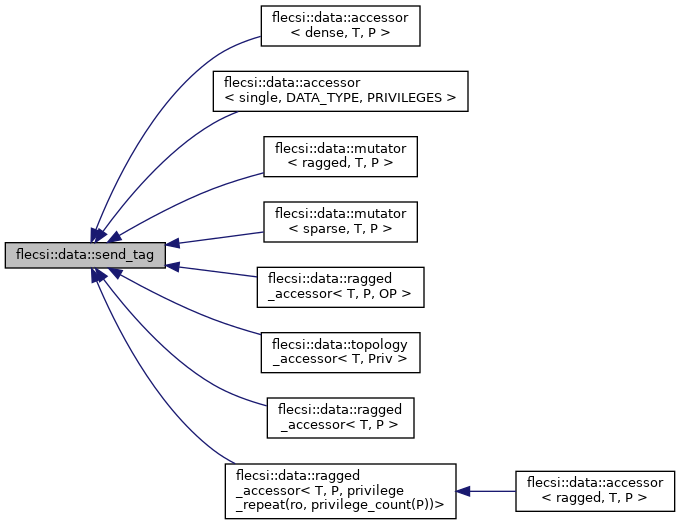 flecsi::data::accessor
< dense, T, P >
flecsi::data::accessor
< single, DATA_TYPE, PRIVILEGES >
flecsi::data::mutator
< ragged, T, P >
flecsi::data::mutator
< sparse, T, P >
flecsi::data::send_tag
flecsi::data::ragged
_accessor< T, P, OP >
flecsi::data::topology
_accessor< T, Priv >
flecsi::data::ragged
_accessor< T, P >
flecsi::data::ragged
_accessor< T, P, privilege
_repeat(ro, privilege_count(P))>
flecsi::data::accessor
< ragged, T, P >